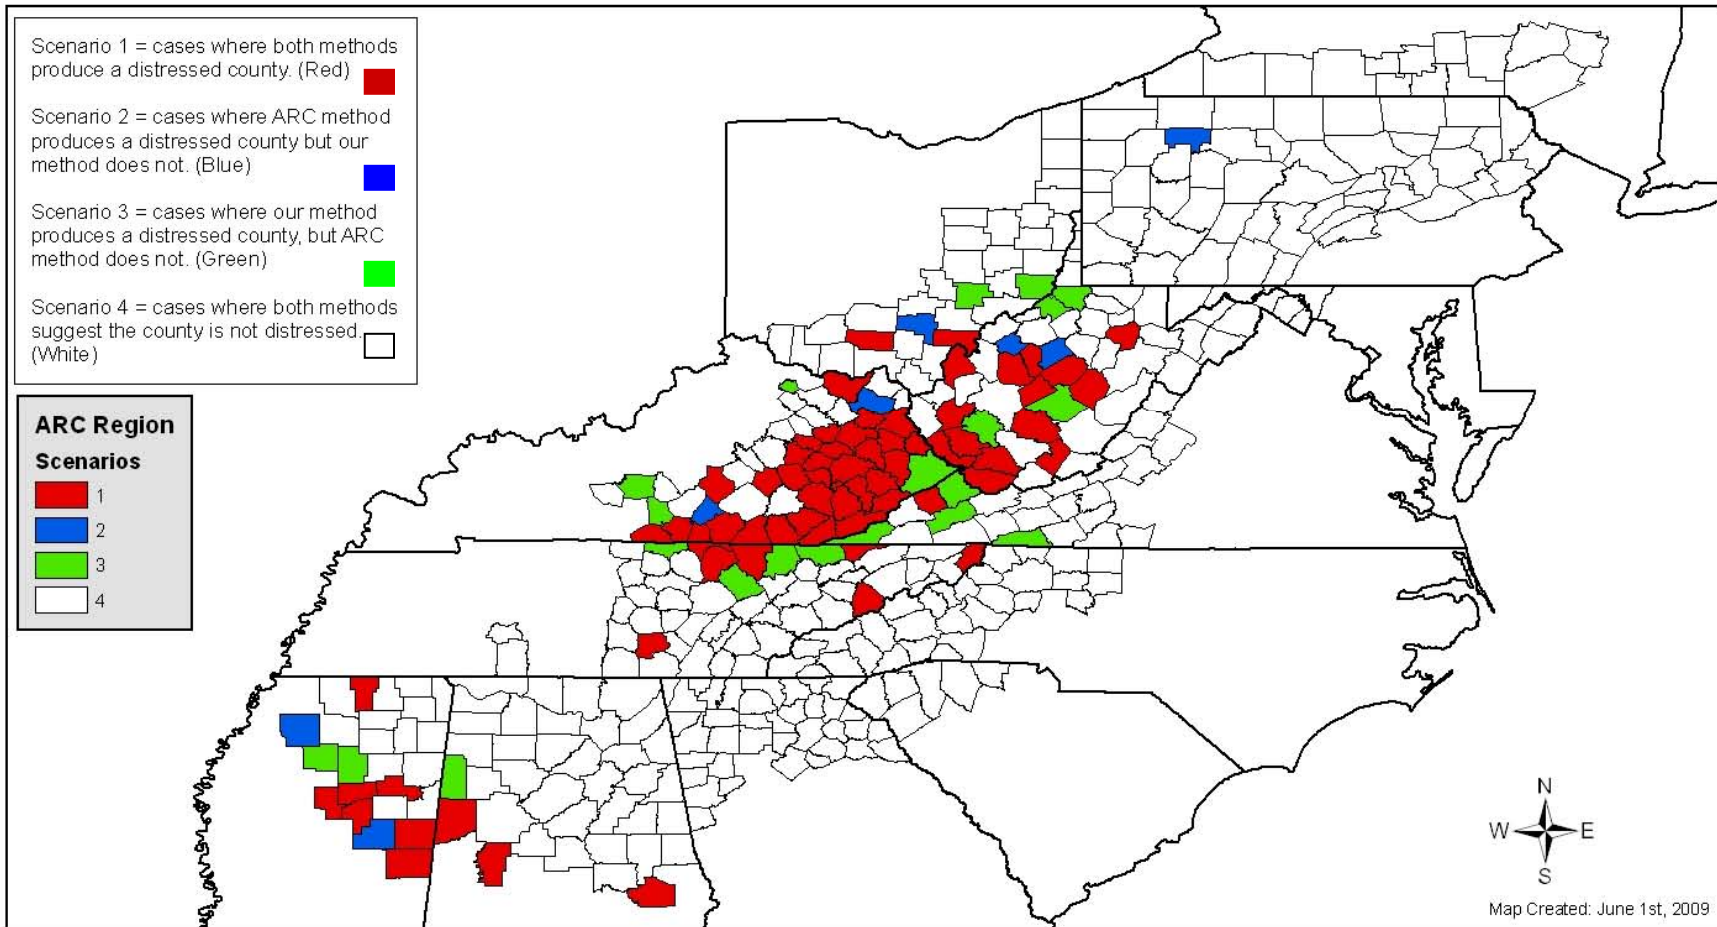 Scenario 1 = cases where both methods
produce a distressed county. (Red)
Scenario 2 = cases where ARC method
produces a distressed county but our
method does not. (Blue)
Scenario 3 = cases where our method
produces a distressed county, but ARC
method does not. (Green)
Scenario 4 = cases where both methods
suggest the county is not distressed.
(White)
ARC Region
Scenarios
1
2
3
4
N
W E
S
Map Created: June 1st, 2009